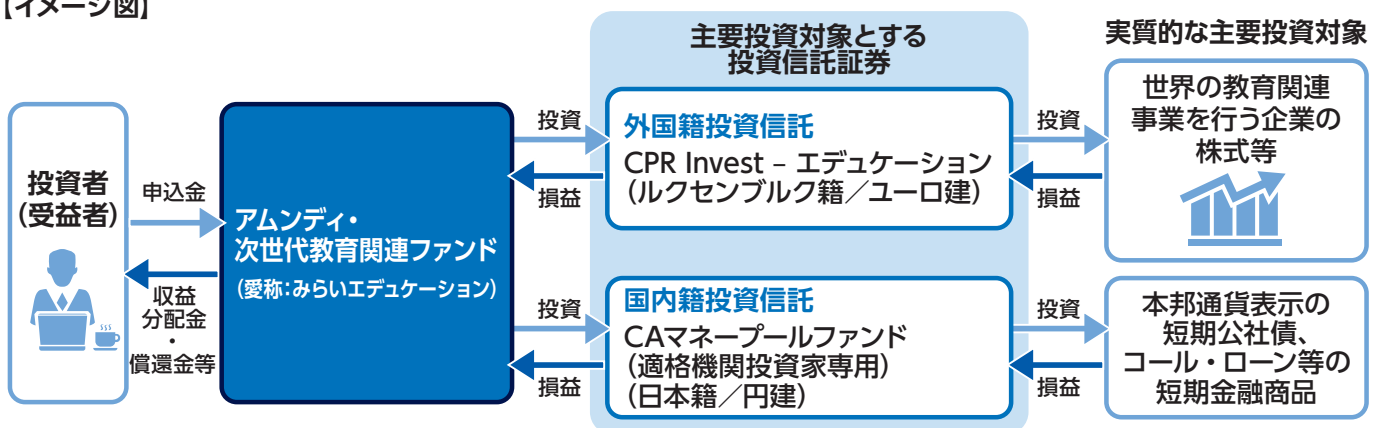 【イメージ図】
主要投資対象とする
投資信託証券
実質的な主要投資対象
投資者
(受益者)
申込金
収益
分配金
・
償還金等
アムンディ・
次世代教育関連ファンド
(愛称:みらいエデュケーション)
投資
損益
外国籍投資信託
CPR Invest – エデュケーション
(ルクセンブルク籍/ユーロ建)
投資
損益
世界の教育関連
事業を行う企業の
株式等
投資
損益
国内籍投資信託
CAマネープールファンド
(適格機関投資家専用)
(日本籍/円建)
投資
損益
本邦通貨表示の
短期公社債、
コール・ローン等の
短期金融商品